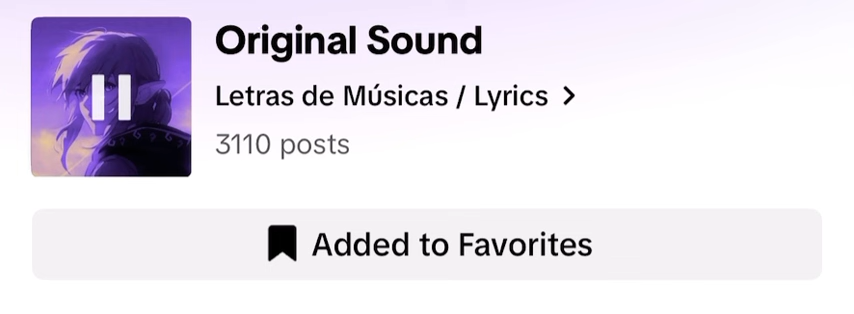 Original Sound
Letras de Músicas / Lyrics
3110 posts
Added to Favorites